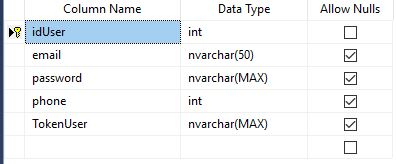 Column Name Data Type Allow Nulls
idUser int
email nvarchar(50)
password nvarchar(MAX)
phone int
TokenUser nvarchar(MAX)